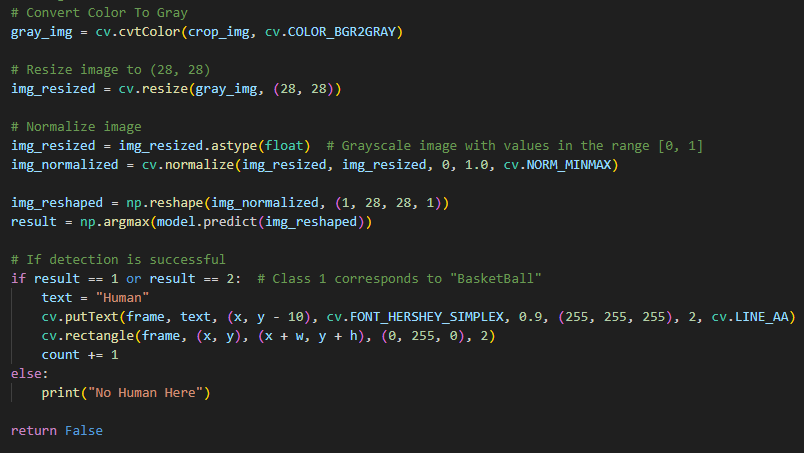 # Convert Color To Gray
gray_img = cv.cvtColor(crop_img, cv.COLOR_BGR2GRAY)
# Resize image to (28, 28)
img_resized = cv.resize(gray_img, (28, 28))
# Normalize image
img_resized = img_resized.astype(float)  # Grayscale image with values in the range [0, 1]
img_normalized = cv.normalize(img_resized, img_resized, 0, 1.0, cv.NORM_MINMAX)
img_reshaped = np.reshape(img_normalized, (1, 28, 28, 1))
result = np.argmax(model.predict(img_reshaped))
# If detection is successful
if result == 1 or result == 2:  # Class 1 corresponds to "BasketBall"
    text = "Human"
    cv.putText(frame, text, (x, y - 10), cv.FONT_HERSHEY_SIMPLEX, 0.9, (255, 255, 255), 2, cv.LINE_AA)
    cv.rectangle(frame, (x, y), (x + w, y + h), (0, 255, 0), 2)
    count += 1
else:
    print("No Human Here")
return False